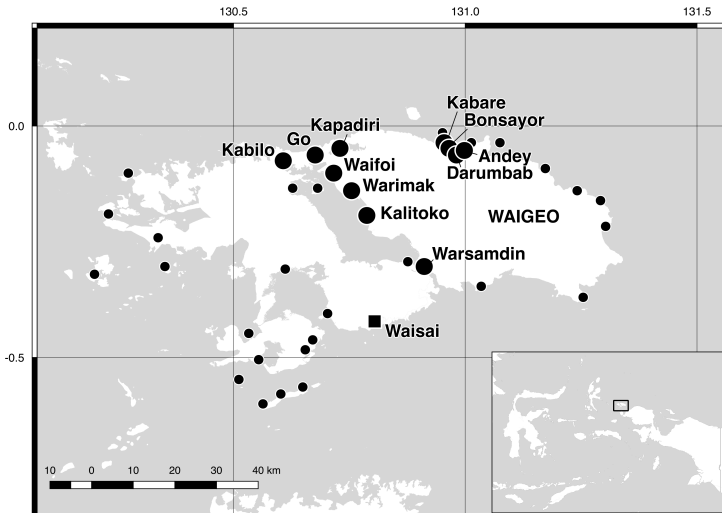 130.5 131.0 131.5
0.0
Kabare
Bonsayor
Kapadiri
Go
Kabilo
Andey
Waifoi
Darumbab
Warimak
Kalitoko
WAIGEO
Warsamdin
Waisai
-0.5
10 0 10 20 30 40 km